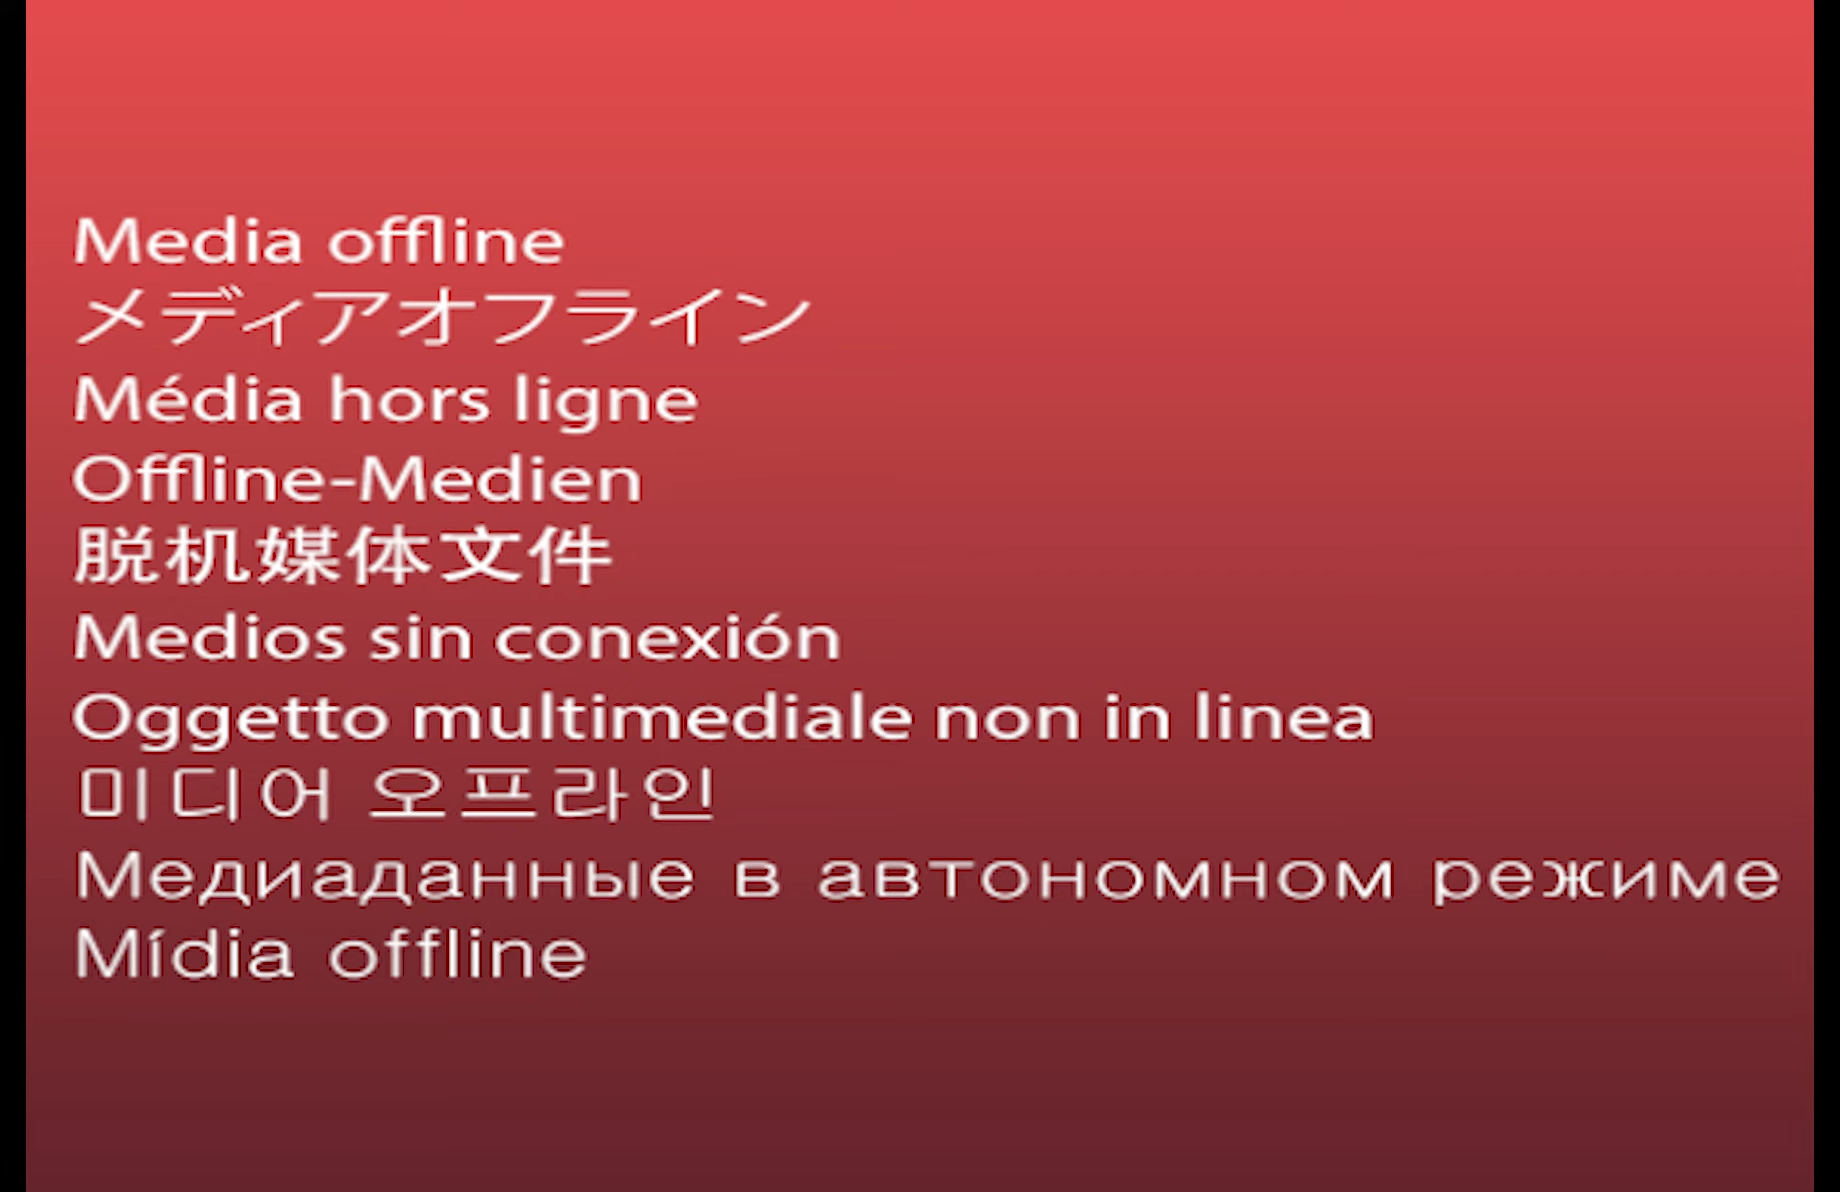 Media offline
メディアオフライン
Média hors ligne
Offline-Medien
脱机媒体文件
Medios sin conexión
Oggetto multimediale non in linea
미디어 오프라인
Медиаданные в автономном режиме
Mídia offline